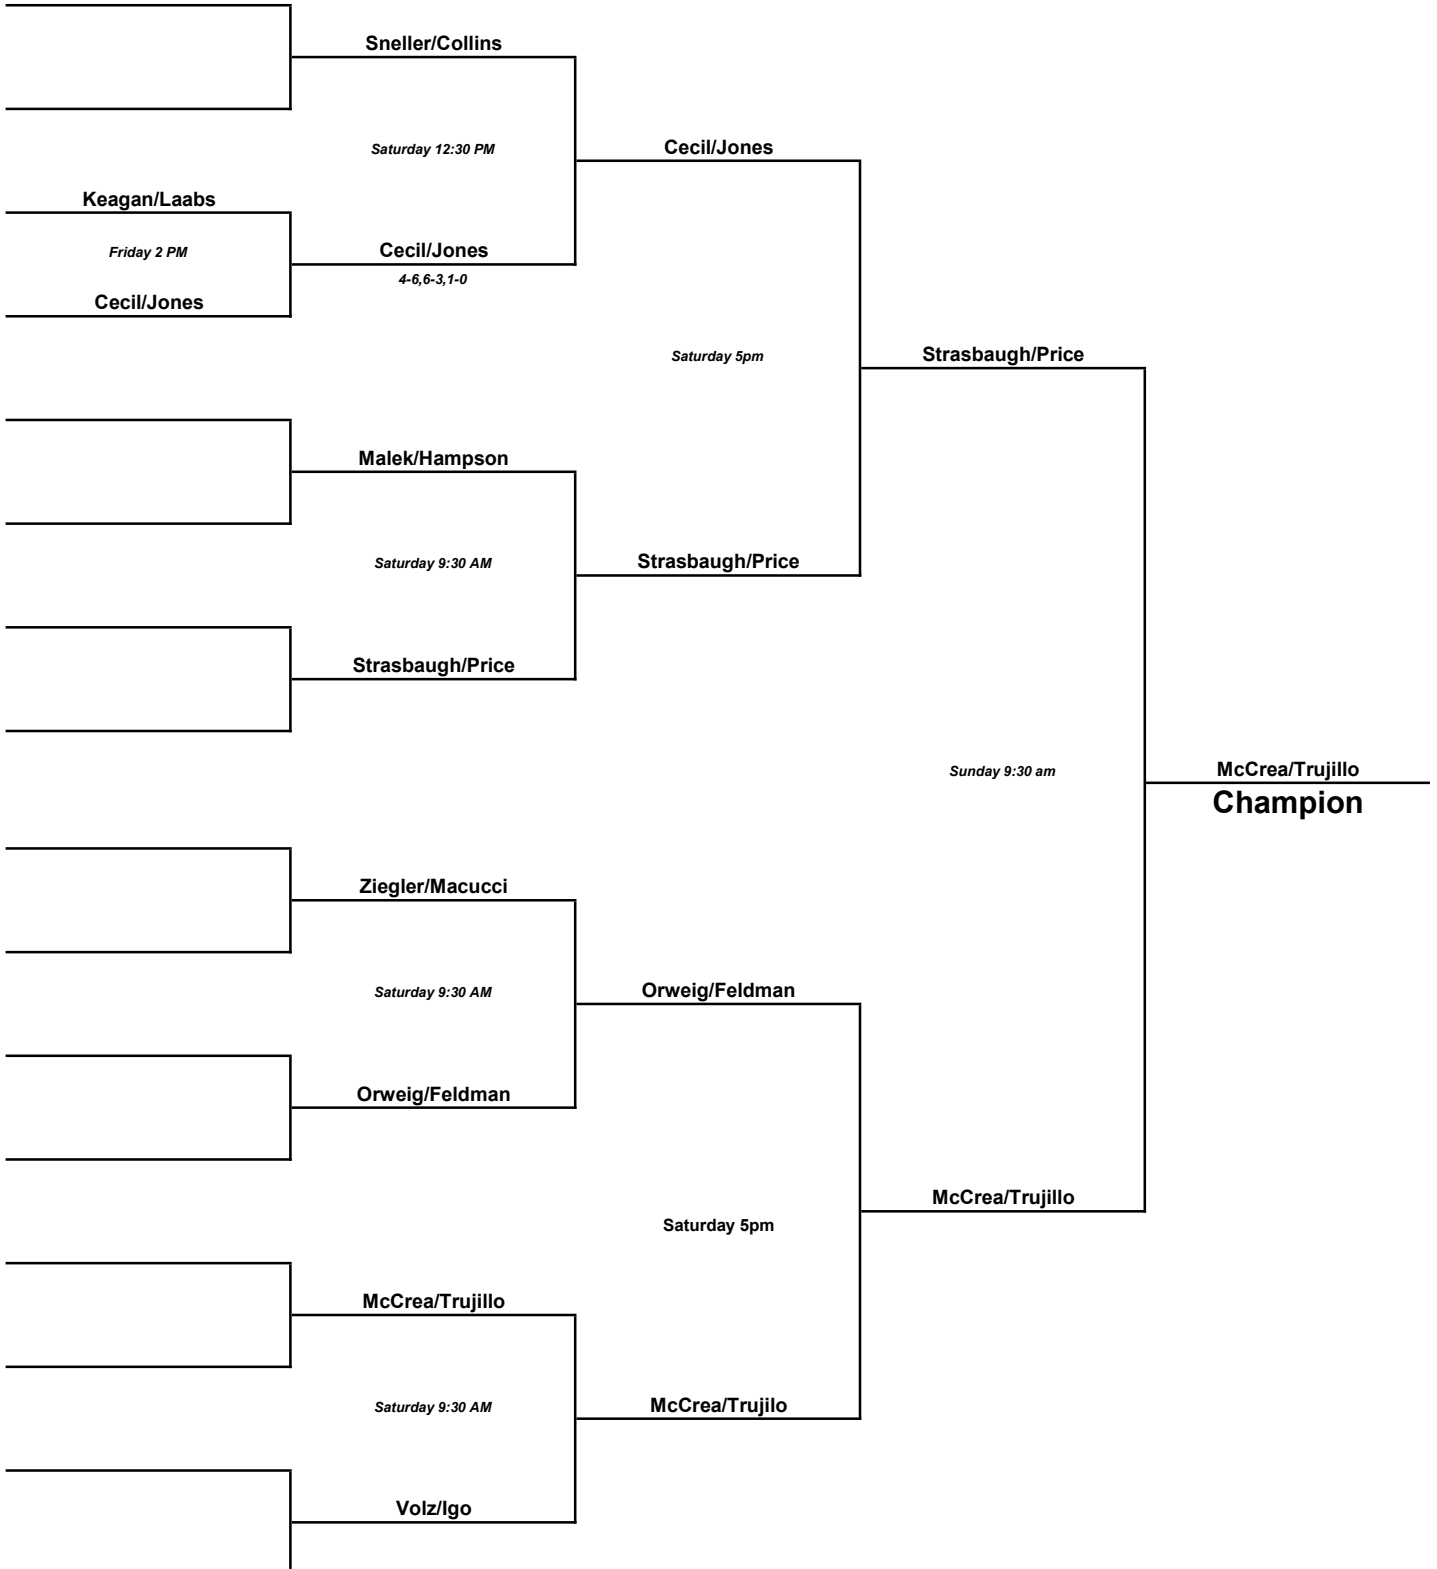 Sneller/Collins
Saturday 12:30 PM
Cecil/Jones
Keagan/Laabs
Friday 2 PM
Cecil/Jones
4-6,6-3,1-0
Cecil/Jones
Saturday 5pm
Strasbaugh/Price
Malek/Hampson
Saturday 9:30 AM
Strasbaugh/Price
Strasbaugh/Price
Sunday 9:30 am
McCrea/Trujillo
Champion
Ziegler/Macucci
Saturday 9:30 AM
Orweig/Feldman
Orweig/Feldman
McCrea/Trujillo
Saturday 5pm
McCrea/Trujillo
Saturday 9:30 AM
McCrea/Trujilo
Volz/Igo